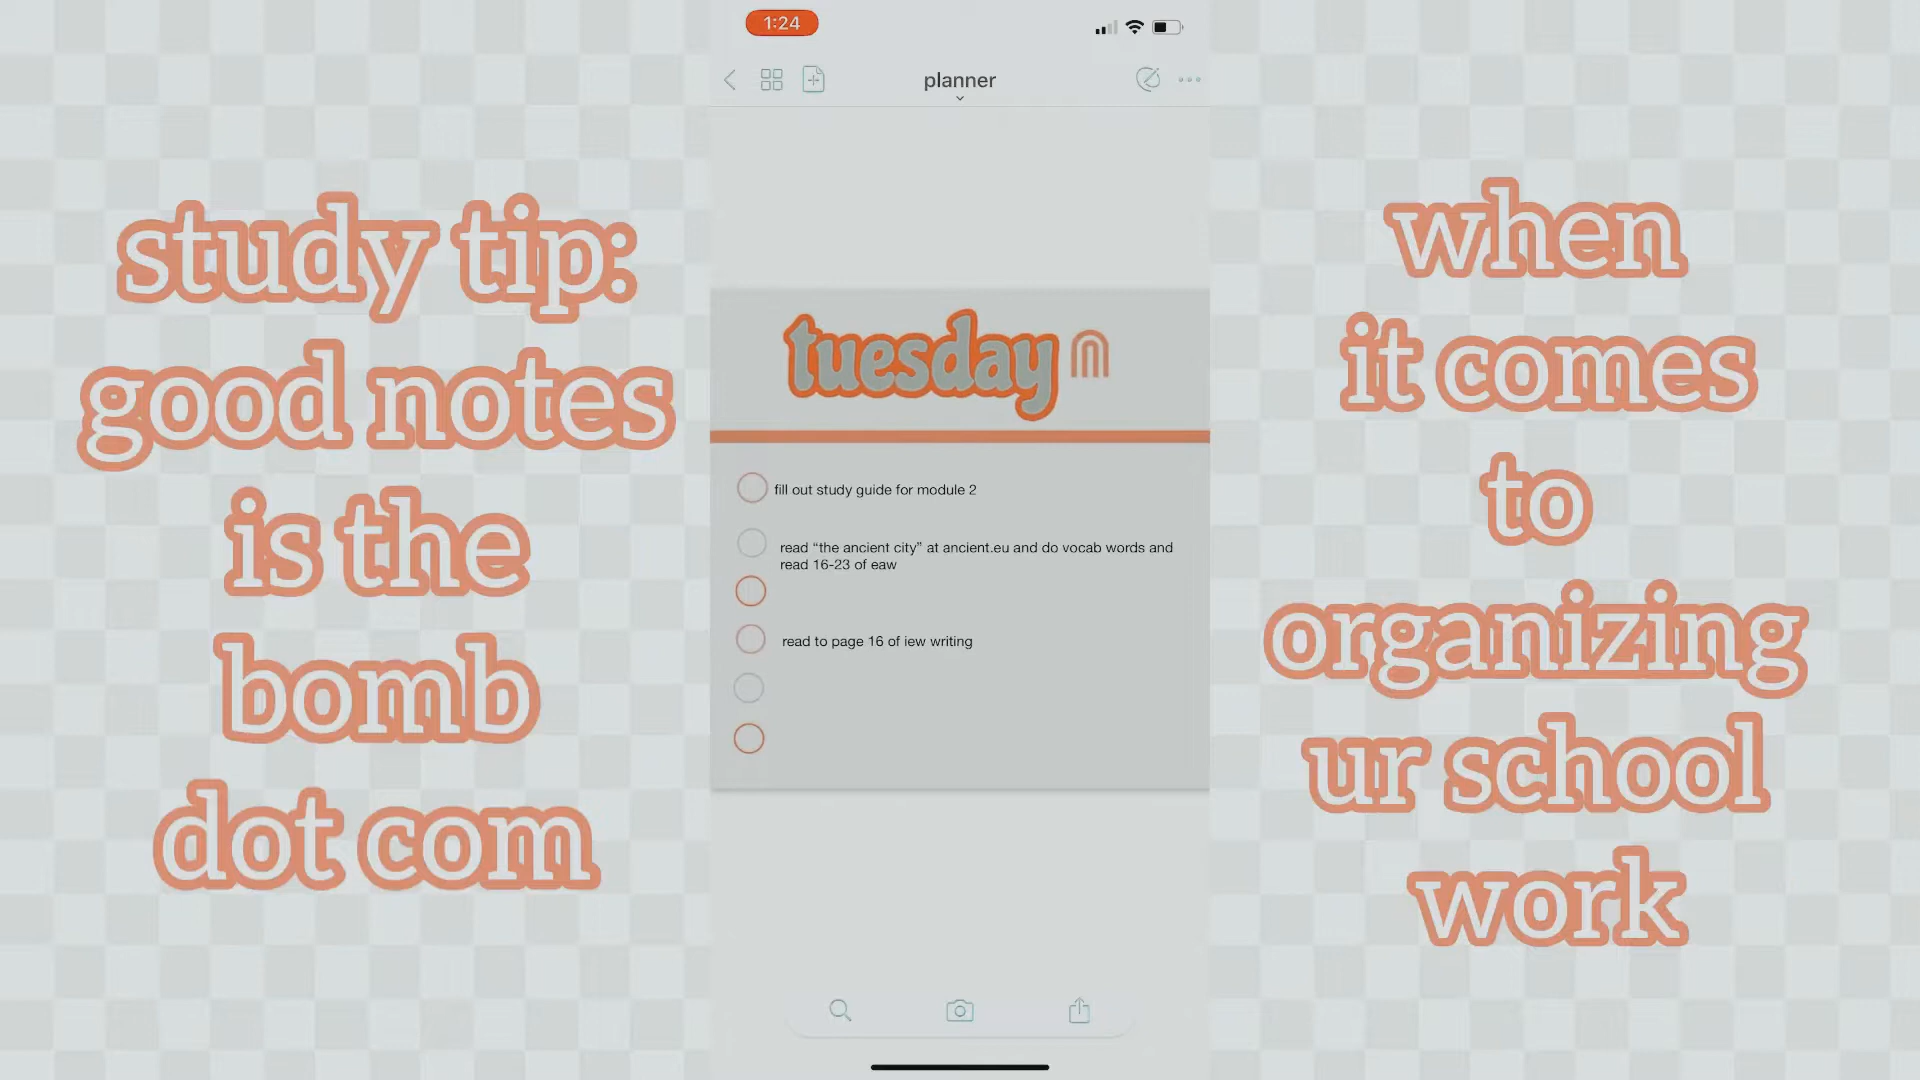 study tip:
good notes
is the
bomb
dot com
1:24
planner
tuesday
fill out study guide for module 2
read “the ancient city” at ancient.eu and do vocab words and
read 16-23 of eaw
read to page 16 of iew writing
when
it comes
to
organizing
ur school
work